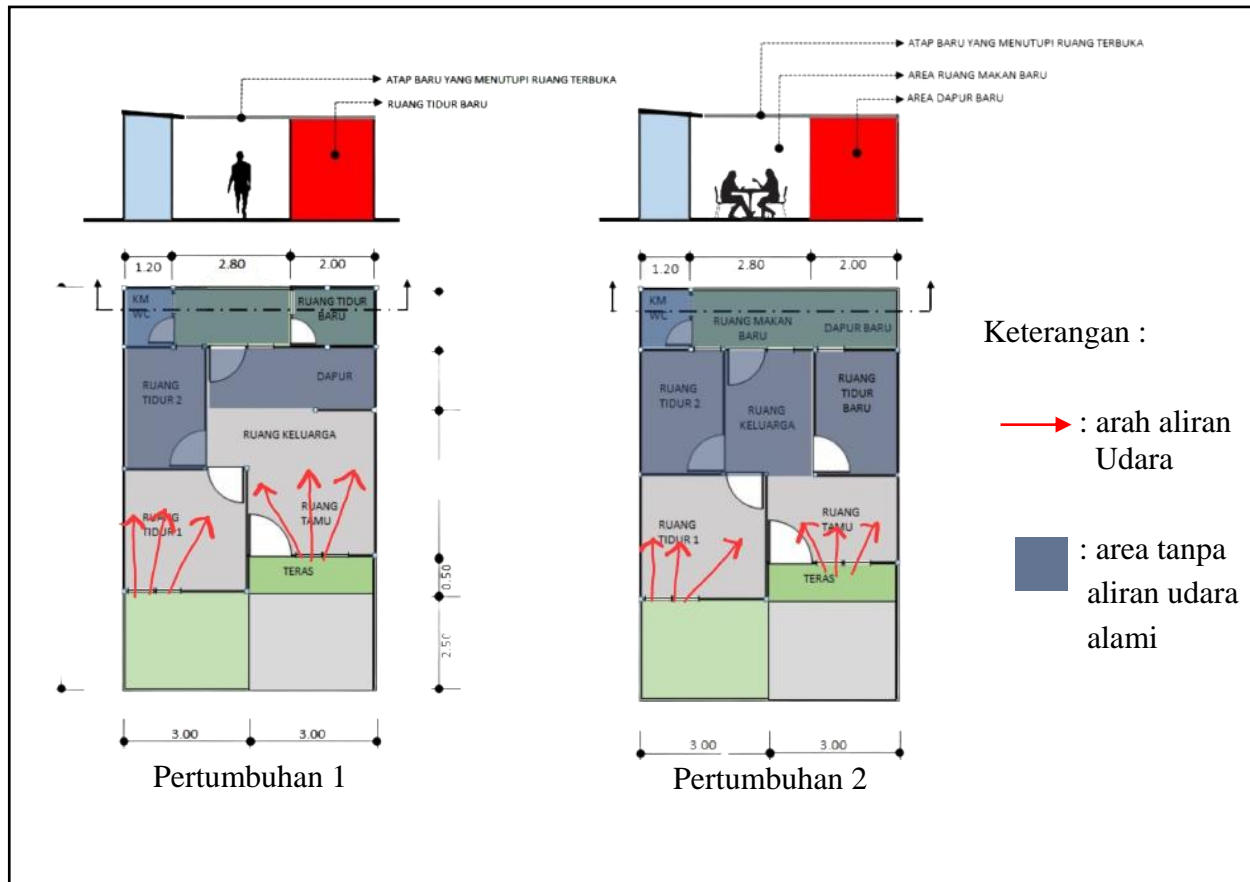 ATAP BARU YANG MENUTUPI RUANG TERBUKA
RUANG TIDUR BARU
1.20
2.80
2.00
KM
WC
RUANG TIDUR
BARU
RUANG
TIDUR 2
DAPUR
RUANG KELUARGA
RUANG
TIDUR 1
RUANG
TAMU
TERAS
0.50
2.50
3.00
3.00
Pertumbuhan 1
ATAP BARU YANG MENUTUPI RUANG TERBUKA
AREA RUANG MAKAN BARU
AREA DAPUR BARU
1.20
2.80
2.00
KM
WC
RUANG MAKAN
BARU
DAPUR BARU
RUANG
TIDUR 2
RUANG
KELUARGA
RUANG
TIDUR
BARU
RUANG
TIDUR 1
RUANG
TAMU
TERAS
3.00
3.00
Pertumbuhan 2
Keterangan :
: arah aliran
Udara
: area tanpa
aliran udara
alami